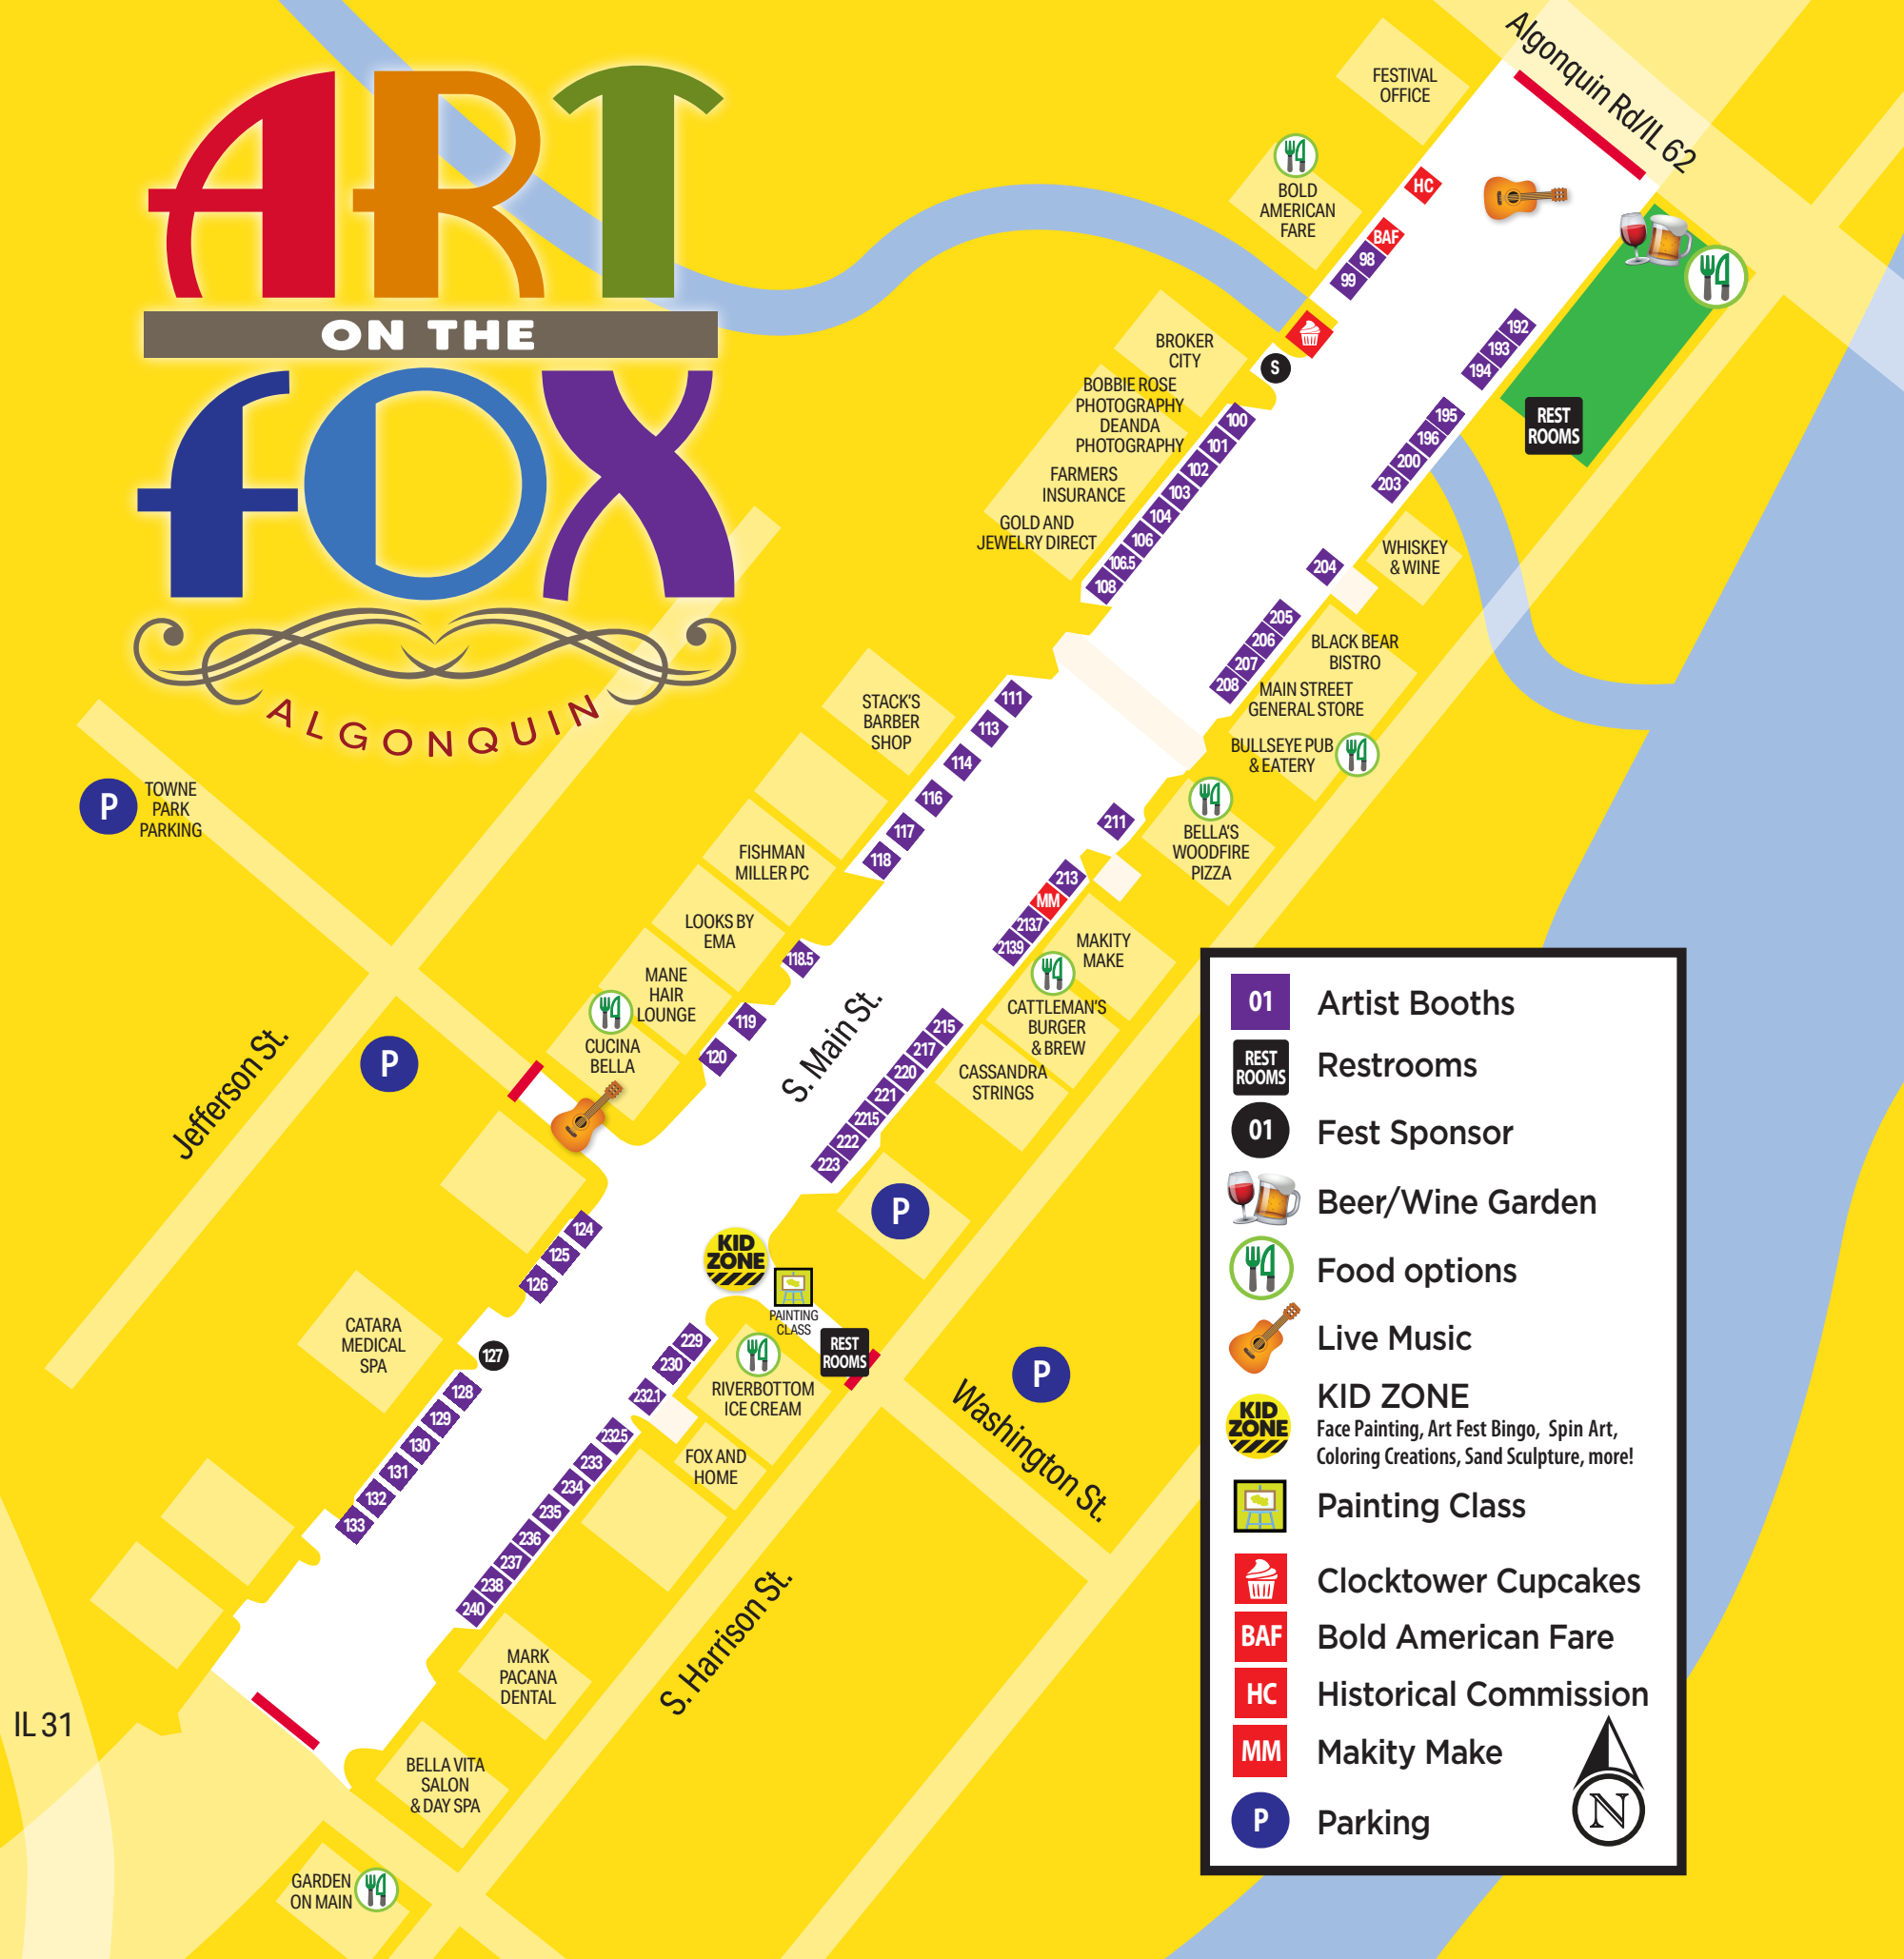 ART
ON THE
FOX
ALGONQUIN
Algonquin Rd/IL 62
FESTIVAL
OFFICE
HC
BOLD
AMERICAN
FARE
BAF
98
99
BROKER
CITY
S
BOBBIE ROSE
PHOTOGRAPHY
DEANDA
PHOTOGRAPHY
FARMERS
INSURANCE
GOLD AND
JEWELRY DIRECT
100
101
102
103
104
106
106.5
108
192
193
194
195
196
200
203
REST
ROOMS
WHISKEY
& WINE
204
205
206
207
208
BLACK BEAR
BISTRO
MAIN STREET
GENERAL STORE
BULLSEYE PUB
& EATERY
STACK'S
BARBER
SHOP
111
113
114
116
117
118
211
BELLA'S
WOODFIRE
PIZZA
P
TOWNE
PARK
PARKING
FISHMAN
MILLER PC
LOOKS BY
EMA
MANE
HAIR
LOUNGE
CUCINA
BELLA
118.5
119
120
213
MM
213.7
213.9
MAKITY
MAKE
CATTLEMAN'S
BURGER
& BREW
CASSANDRA
STRINGS
S. Main St.
Jefferson St.
P
215
217
220
221
221.5
222
223
P
KID
ZONE
PAINTING
CLASS
REST
ROOMS
124
125
126
CATARA
MEDICAL
SPA
127
128
129
130
131
132
133
229
230
232.1
RIVERBOTTOM
ICE CREAM
232.5
233
234
235
236
237
238
240
FOX AND
HOME
P
Washington St.
S. Harrison St.
MARK
PACANA
DENTAL
IL 31
BELLA VITA
SALON
& DAY SPA
GARDEN
ON MAIN
01 Artist Booths
REST
ROOMS Restrooms
01 Fest Sponsor
Beer/Wine Garden
Food options
Live Music
KID
ZONE
KID ZONE
Face Painting, Art Fest Bingo, Spin Art,
Coloring Creations, Sand Sculpture, more!
Painting Class
Clocktower Cupcakes
BAF Bold American Fare
HC Historical Commission
MM Makity Make
P Parking
N